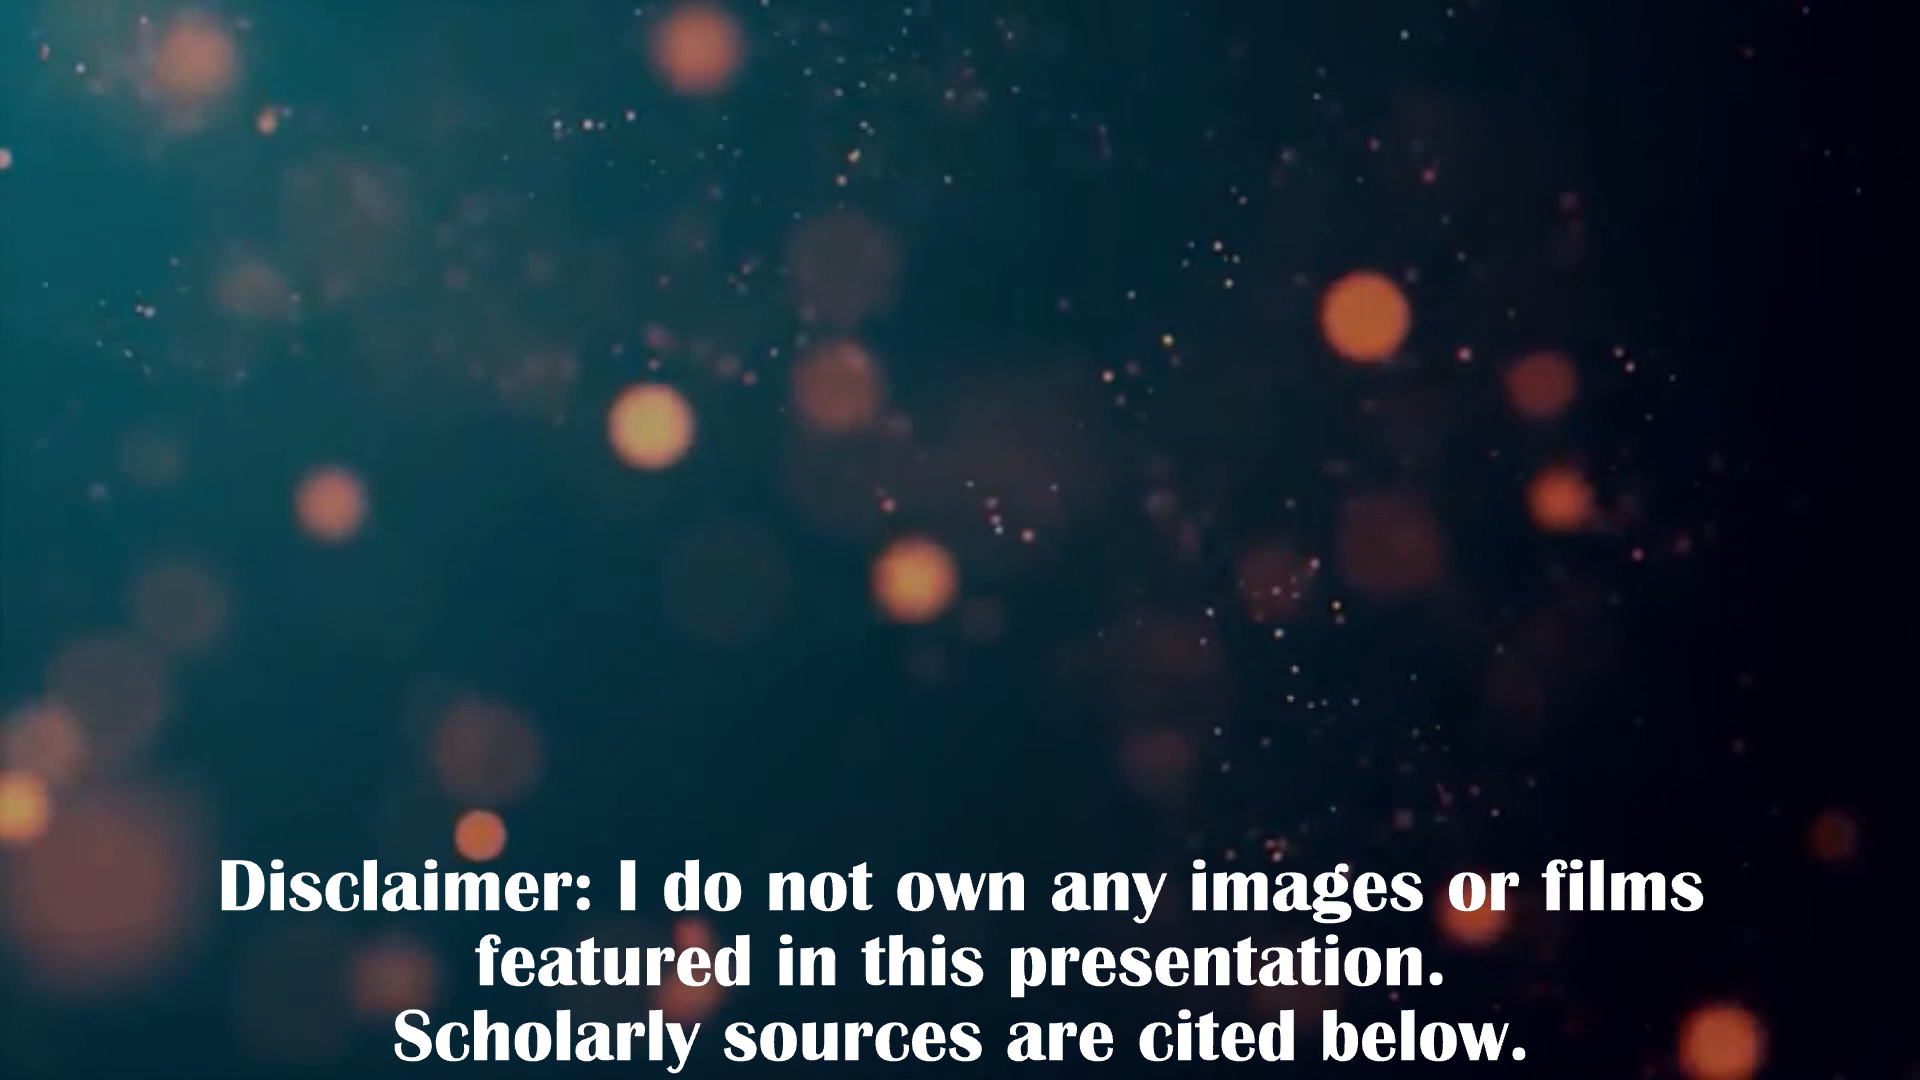 Disclaimer: I do not own any images or films
featured in this presentation.
Scholarly sources are cited below.